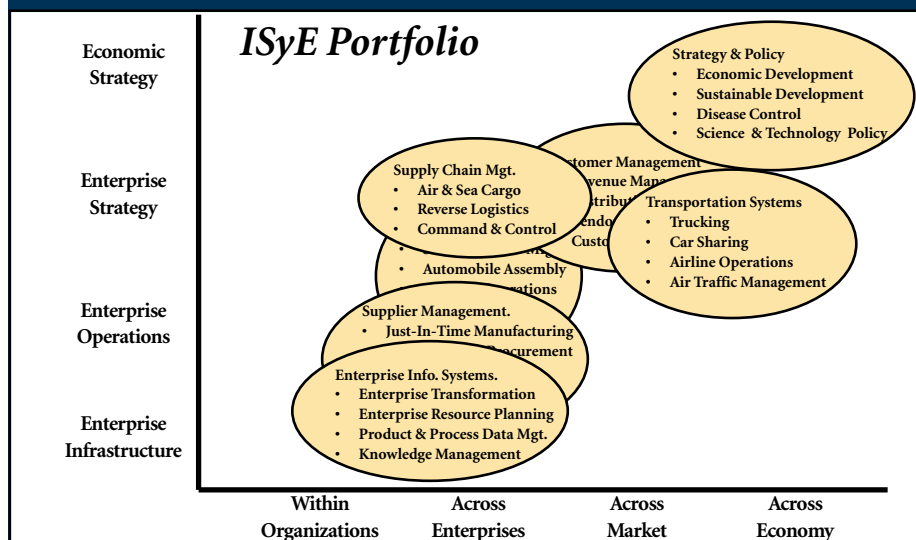 ISyE Portfolio
Economic
Strategy
Enterprise
Strategy
Enterprise
Operations
Enterprise
Infrastructure
Strategy & Policy
• Economic Development
• Sustainable Development
• Disease Control
• Science & Technology Policy
Customer Management
Supply Chain Mgt.
• Air & Sea Cargo
• Reverse Logistics
• Command & Control
Transportation Systems
• Trucking
• Car Sharing
• Airline Operations
• Air Traffic Management
• Automobile Assembly
Supplier Management.
• Just-In-Time Manufacturing
Procurement
Enterprise Info. Systems.
• Enterprise Transformation
• Enterprise Resource Planning
• Product & Process Data Mgt.
• Knowledge Management
Within
Organizations
Across
Enterprises
Across
Market
Across
Economy